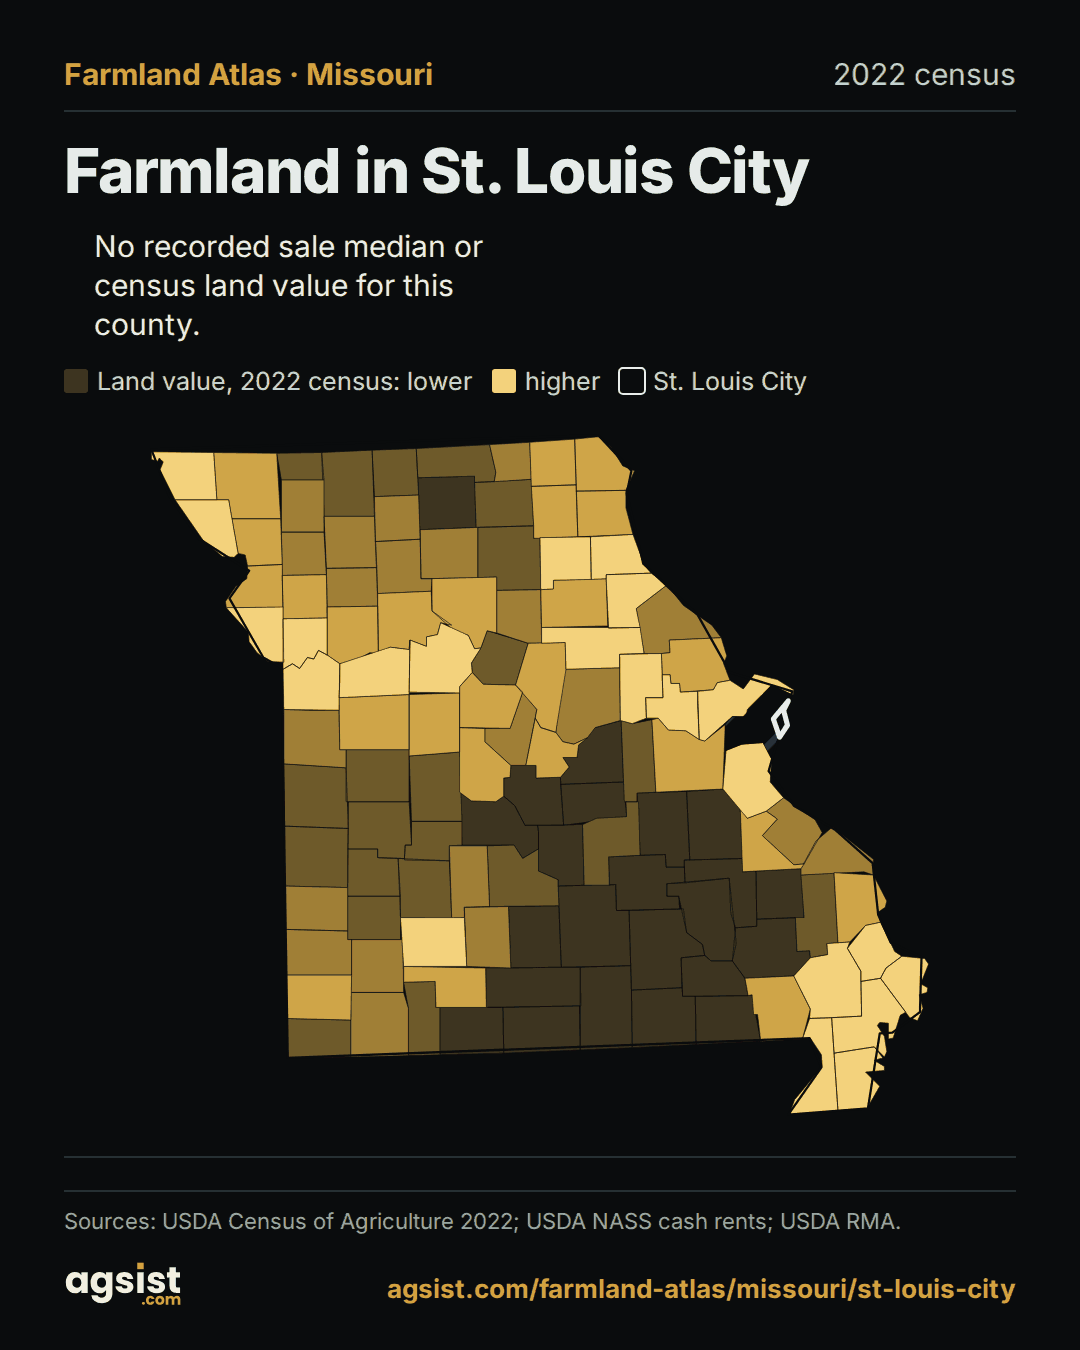 Farmland Atlas · Missouri
2022 census
Farmland in St. Louis City
No recorded sale median or
census land value for this
county.
Land value, 2022 census: lower
higher
St. Louis City
Sources: USDA Census of Agriculture 2022; USDA NASS cash rents; USDA RMA.
agsist
.com
agsist.com/farmland-atlas/missouri/st-louis-city